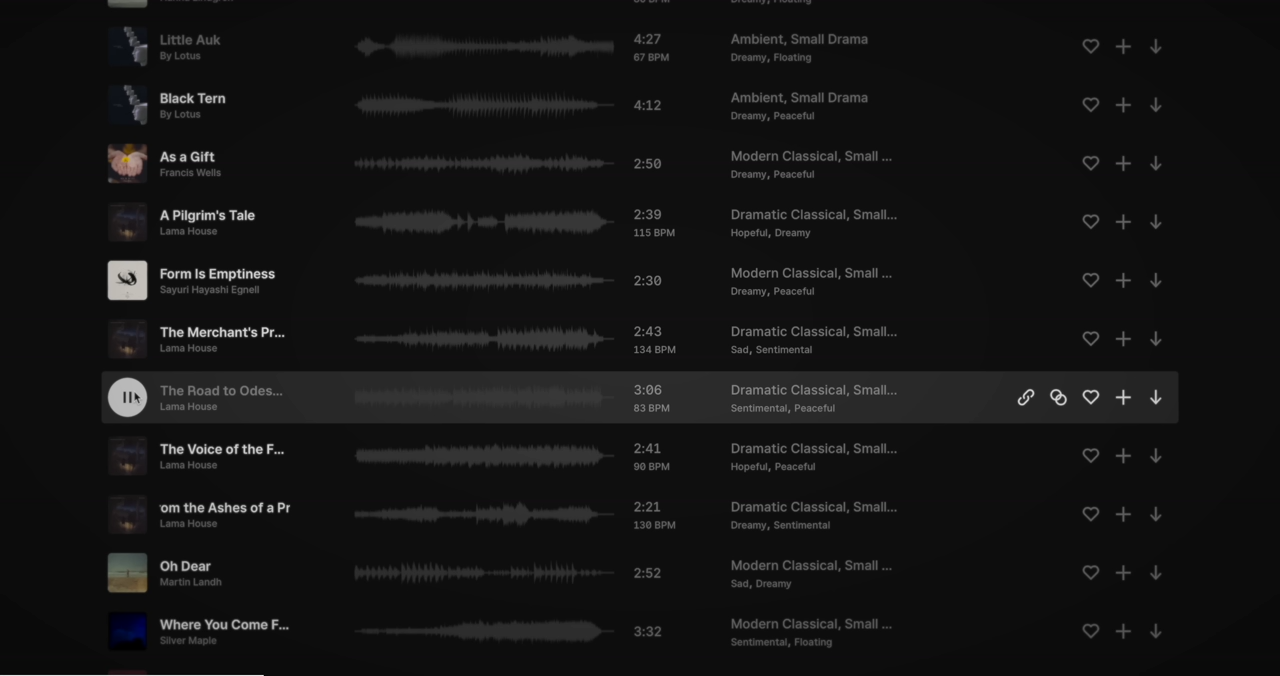 Little Auk
By Lotus
4:27
67 BPM
Ambient, Small Drama
Dreamy, Floating
Black Tern
By Lotus
4:12
Ambient, Small Drama
Dreamy, Peaceful
As a Gift
Francis Wells
2:50
Modern Classical, Small ...
Dreamy, Peaceful
A Pilgrim's Tale
Lama House
2:39
115 BPM
Dramatic Classical, Small...
Hopeful, Dreamy
Form Is Emptiness
Sayuri Hayashi Egnell
2:30
Modern Classical, Small ...
Dreamy, Peaceful
The Merchant's Pr...
Lama House
2:43
134 BPM
Dramatic Classical, Small...
Sad, Sentimental
The Road to Odes...
Lama House
3:06
83 BPM
Dramatic Classical, Small...
Sentimental, Peaceful
The Voice of the F...
Lama House
2:41
90 BPM
Dramatic Classical, Small...
Hopeful, Peaceful
om the Ashes of a Pr
Lama House
2:21
130 BPM
Dramatic Classical, Small...
Dreamy, Sentimental
Oh Dear
Martin Landh
2:52
Modern Classical, Small ...
Sad, Dreamy
Where You Come F...
Silver Maple
3:32
Modern Classical, Small ...
Sentimental, Floating